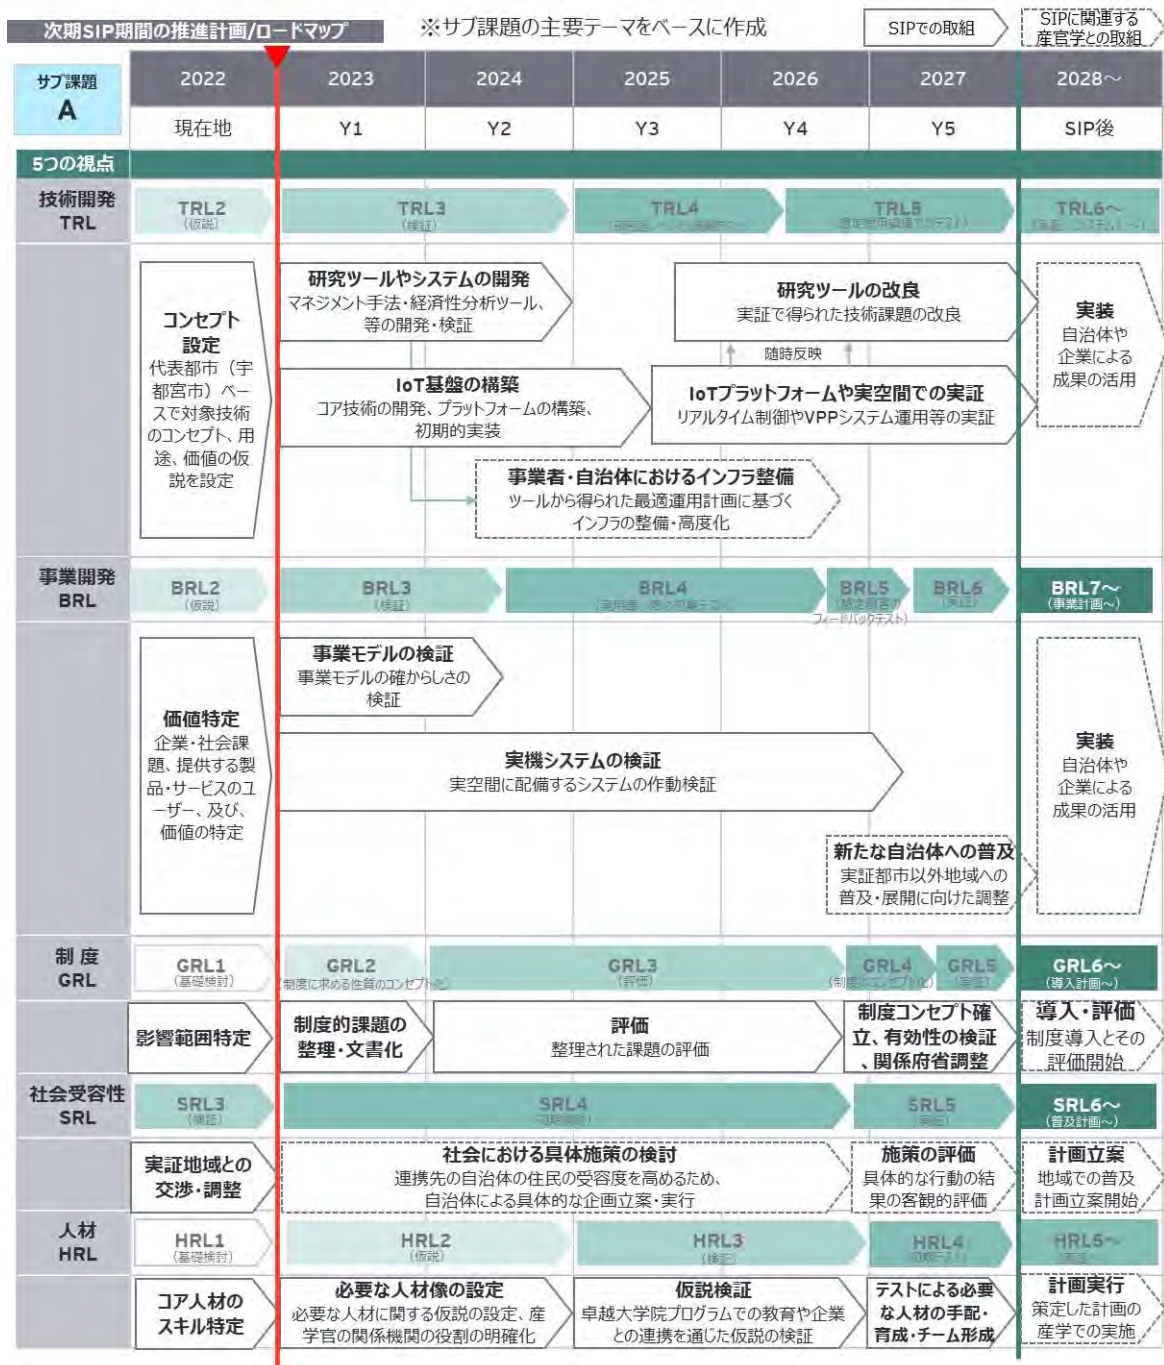 次期SIP期間の推進計画/ロードマップ
※サブ課題の主要テーマをベースに作成
SIPでの取組
SIPに関連する
産官学との取組
サブ課題
A
2022
2023
2024
2025
2026
2027
2028～
現在地
Y1
Y2
Y3
Y4
Y5
SIP後
5つの視点
技術開発
TRL
TRL2
(仮説)
TRL3
(検証)
TRL4
TRL5
TRL6～
コンセプト
設定
代表都市（宇
都宮市）ベー
スで対象技術
のコンセプト、用
途、価値の仮
説を設定
研究ツールやシステムの開発
マネジメント手法・経済性分析ツール、
等の開発・検証
研究ツールの改良
実証で得られた技術課題の改良
随時反映
IoT基盤の構築
コア技術の開発、プラットフォームの構築、
初期的実装
IoTプラットフォームや実空間での実証
リアルタイム制御やVPPシステム運用等の実証
事業者・自治体におけるインフラ整備
ツールから得られた最適運用計画に基づく
インフラの整備・高度化
実装
自治体や
企業による
成果の活用
事業開発
BRL
BRL2
(仮説)
BRL3
(検証)
BRL4
BRL5
(想定顧客の
フィードバックテスト)
BRL6
(実証)
BRL7～
(事業計画～)
価値特定
企業・社会課
題、提供する製
品・サービスのユ
ーザー、及び、
価値の特定
事業モデルの検証
事業モデルの確からしさの
検証
実機システムの検証
実空間に配備するシステムの作動検証
新たな自治体への普及
実証都市以外地域への
普及・展開に向けた調整
実装
自治体や
企業による
成果の活用
制度
GRL
GRL1
(基礎検討)
GRL2
(制度に求める性質のコンセプト化)
GRL3
(評価)
GRL4
(制度のコンセプト化)
GRL5
(実証)
GRL6～
(導入計画～)
影響範囲特定
制度的課題の
整理・文書化
評価
整理された課題の評価
制度コンセプト確
立、有効性の検証
、関係府省調整
導入・評価
制度導入とその
評価開始
社会受容性
SRL
SRL3
(検証)
SRL4
SRL5
(実証)
SRL6～
(普及計画～)
実証地域との
交渉・調整
社会における具体施策の検討
連携先の自治体の住民の受容度を高めるため、
自治体による具体的な企画立案・実行
施策の評価
具体的な行動の結
果の客観的評価
計画立案
地域での普及
計画立案開始
人材
HRL
HRL1
(基礎検討)
HRL2
(仮説)
HRL3
(検証)
HRL4
HRL5～
コア人材の
スキル特定
必要な人材像の設定
必要な人材に関する仮説の設定、産
学官の関係機関の役割の明確化
仮説検証
卓越大学院プログラムでの教育や企業
との連携を通じた仮説の検証
テストによる必要
な人材の手配・
育成・チーム形成
計画実行
策定した計画の
産学での実施